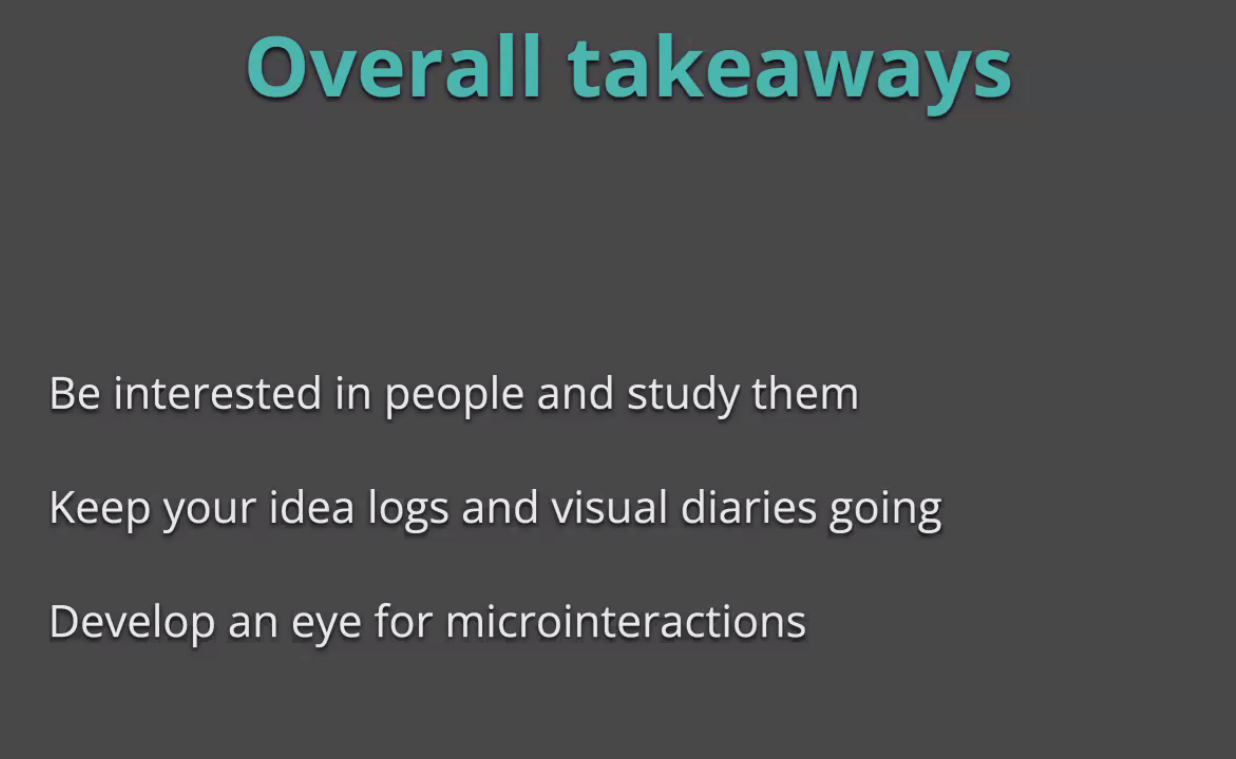 Overall takeaways
Be interested in people and study them
Keep your idea logs and visual diaries going
Develop an eye for microinteractions